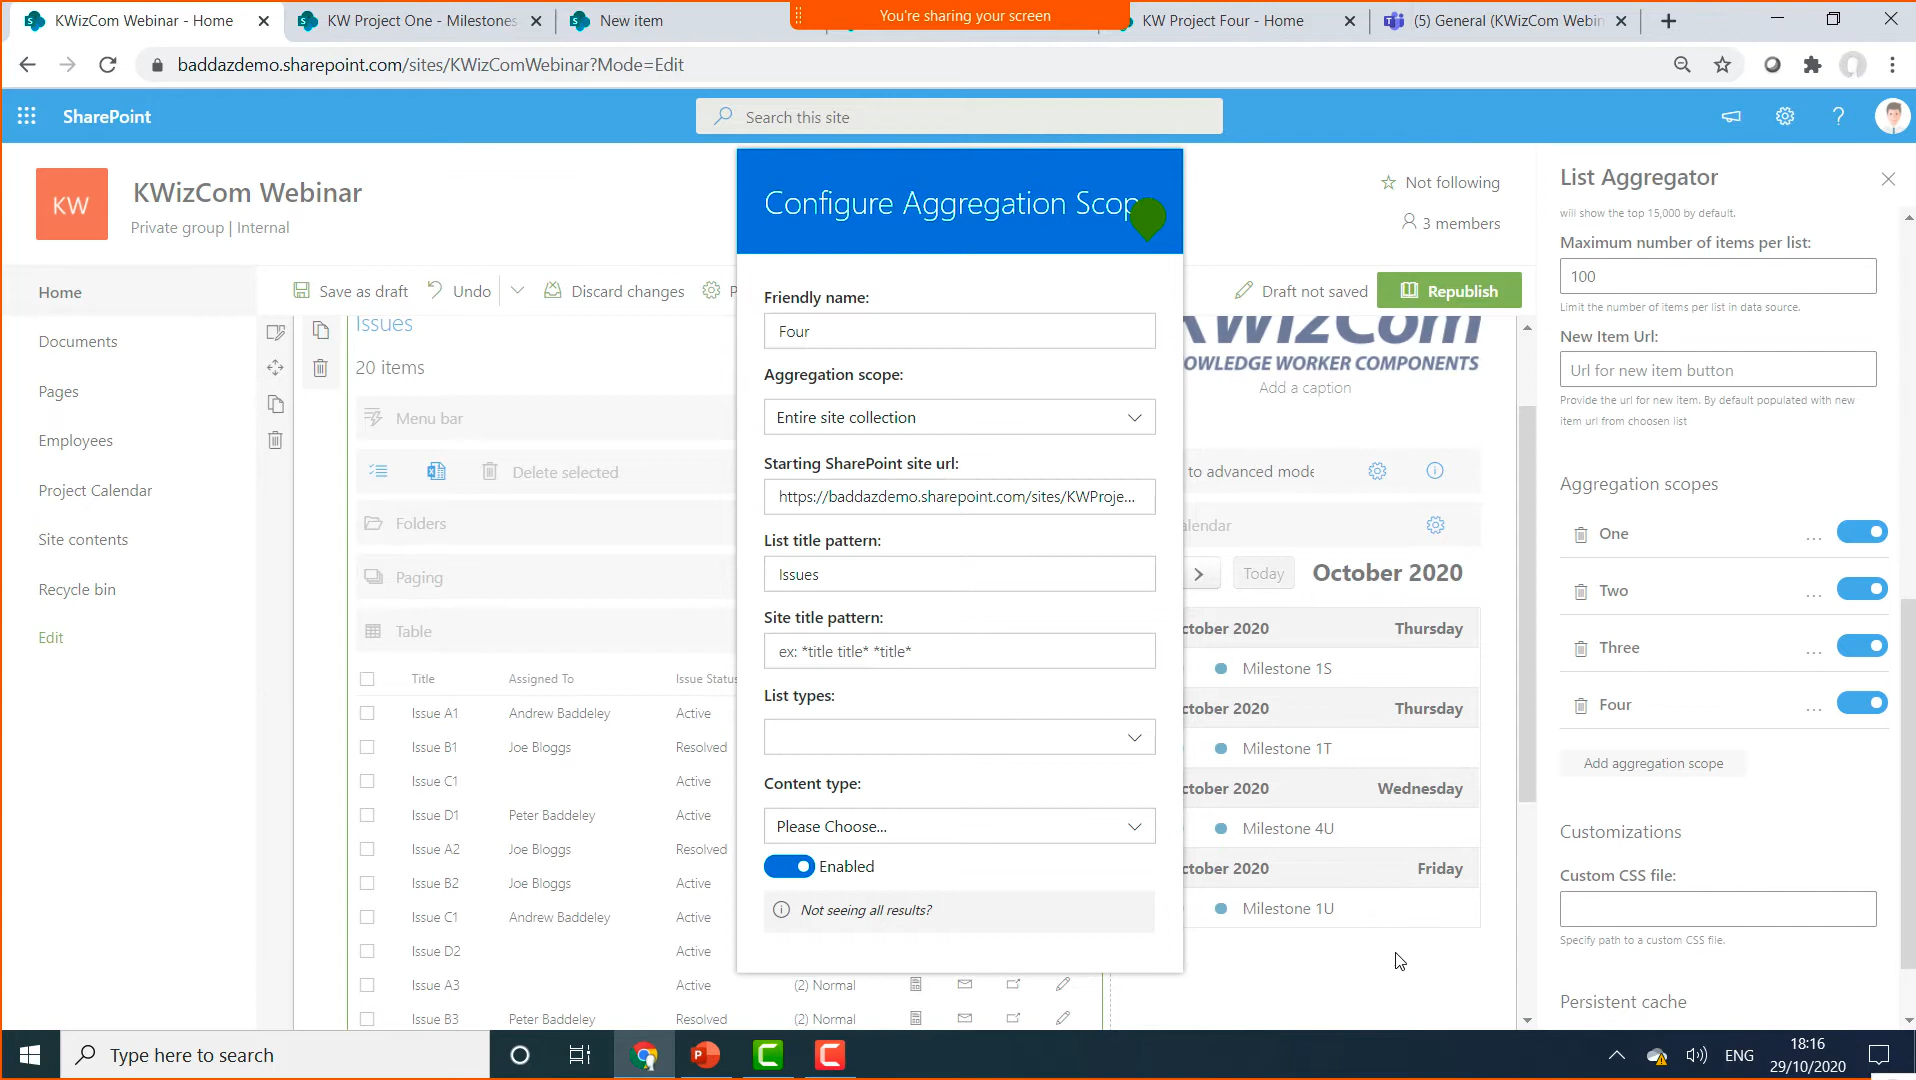 KWizCom Webinar - Home
KW Project One - Milestones
New item
You're sharing your screen
KW Project Four - Home
(5) General (KWizCom Webin
baddazdemo.sharepoint.com/sites/KWizComWebinar?Mode=Edit
SharePoint
Search this site
KW
KWizCom Webinar
Private group | Internal
Not following
3 members
Home
Documents
Pages
Employees
Project Calendar
Site contents
Recycle bin
Edit
Save as draft
Undo
Discard changes
Draft not saved
Republish
Issues
20 items
Menu bar
Delete selected
Folders
Paging
Table
Title Assigned To Issue Status
Issue A1 Andrew Baddeley Active
Issue B1 Joe Bloggs Resolved
Issue C1 Active
Issue D1 Peter Baddeley Active
Issue A2 Joe Bloggs Resolved
Issue B2 Joe Bloggs Active
Issue C1 Andrew Baddeley Active
Issue D2 Active
Issue A3 Active (2) Normal
Issue B3 Peter Baddeley Resolved (2) Normal
Configure Aggregation Scop
Friendly name:
Four
Aggregation scope:
Entire site collection
Starting SharePoint site url:
https://baddazdemo.sharepoint.com/sites/KWProje...
List title pattern:
Issues
Site title pattern:
ex: *title title* *title*
List types:
Content type:
Please Choose...
Enabled
Not seeing all results?
KWizCom
OWLEDGE WORKER COMPONENTS
Add a caption
to advanced mode
alendar
Today
October 2020
ctober 2020 Thursday
Milestone 1S
ctober 2020 Thursday
Milestone 1T
ctober 2020 Wednesday
Milestone 4U
ctober 2020 Friday
Milestone 1U
List Aggregator
will show the top 15,000 by default.
Maximum number of items per list:
100
Limit the number of items per list in data source.
New Item Url:
Url for new item button
Provide the url for new item. By default populated with new
item url from choosen list
Aggregation scopes
One ...
Two ...
Three ...
Four ...
Add aggregation scope
Customizations
Custom CSS file:
Specify path to a custom CSS file.
Persistent cache
Type here to search
ENG
18:16
29/10/2020